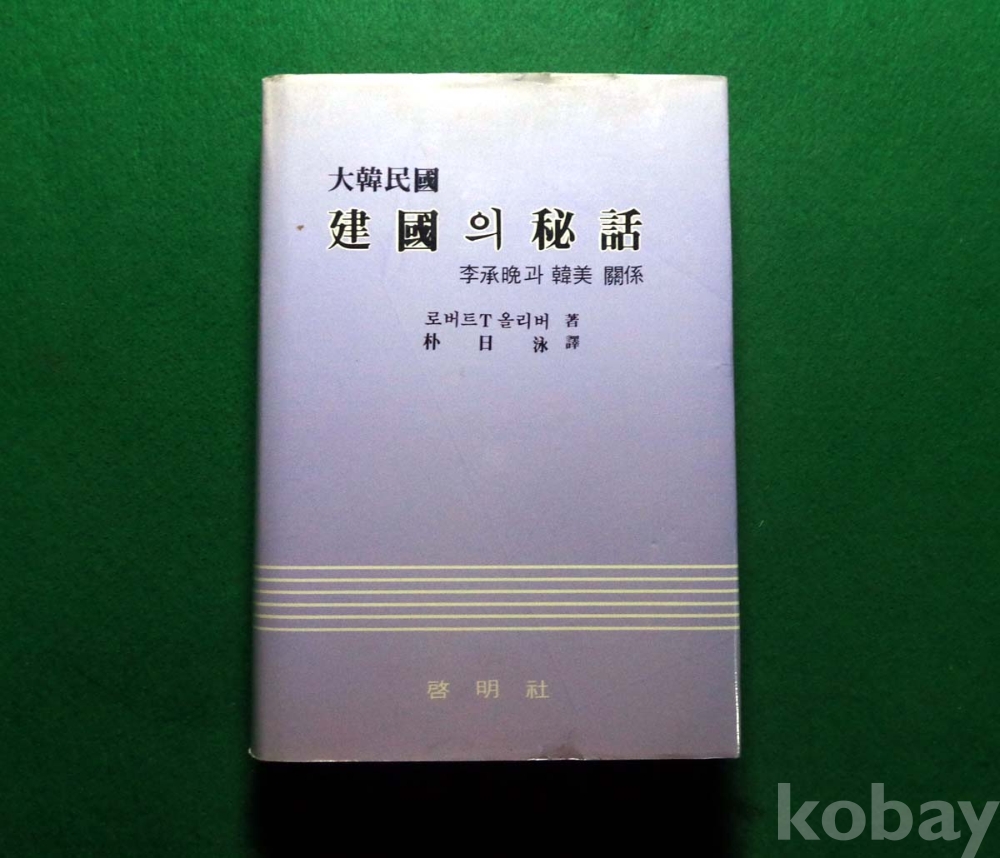 大韓民國
建國의 秘話
李承晩과 韓美 關係
로버트T 올리버 著
朴日泳 譯
啓明社
kobay